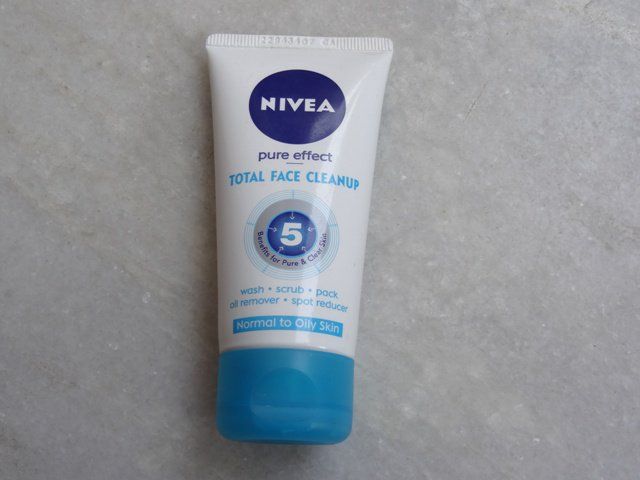 NIVEA
pure effect
TOTAL FACE CLEANUP
5
Benefits for Pure & Clear Skin
wash • scrub • pack
oil remover • spot reducer
Normal to Oily Skin